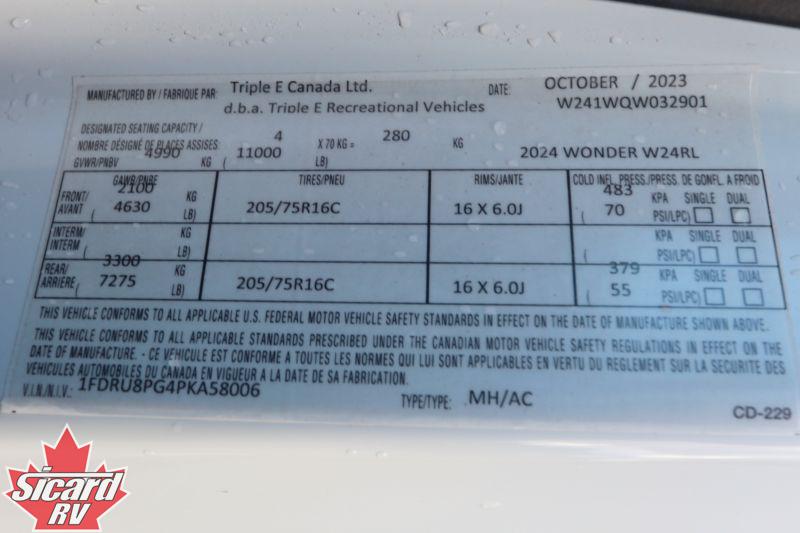 MANUFACTURED BY / FABRIQUE PAR: Triple E Canada Ltd. DATE: OCTOBER / 2023
d.b.a. Triple E Recreational Vehicles W241WQW032901
DESIGNATED SEATING CAPACITY /
NOMBRE DÉSIGNÉ DE PLACES ASSISES: 4 X 70 KG = 280 KG
GVWR/PNBV 4990 KG ( 11000 LB) 2024 WONDER W24RL
GAWR/PNBE TIRES/PNEU RIMS/JANTE COLD INFL. PRESS./PRESS. DE GONFL. A FROID
FRONT/ 2100 KG 483 KPA SINGLE DUAL
AVANT ( 4630 LB) 205/75R16C 16 X 6.0J ( 70 PSI/LPC)
INTERM/ KG KPA SINGLE DUAL
INTERM ( LB) ( PSI/LPC)
REAR/ 3300 KG 379 KPA SINGLE DUAL
ARRIÈRE ( 7275 LB) 205/75R16C 16 X 6.0J ( 55 PSI/LPC)
THIS VEHICLE CONFORMS TO ALL APPLICABLE U.S. FEDERAL MOTOR VEHICLE SAFETY STANDARDS IN EFFECT ON THE DATE OF MANUFACTURE SHOWN ABOVE.
THIS VEHICLE CONFORMS TO ALL APPLICABLE STANDARDS PRESCRIBED UNDER THE CANADIAN MOTOR VEHICLE SAFETY REGULATIONS IN EFFECT ON THE
DATE OF MANUFACTURE. - CE VEHICULE EST CONFORME A TOUTES LES NORMES QUI LUI SONT APPLICABLES EN VERTU DU REGLEMENT SUR LA SECURITE DES
VEHICULES AUTOMOBILES DU CANADA EN VIGUEUR A LA DATE DE SA FABRICATION.
V.I.N./N.I.V.: 1FDRU8PG4PKA58006 TYPE/TYPE: MH/AC
CD-229
Sicard
RV